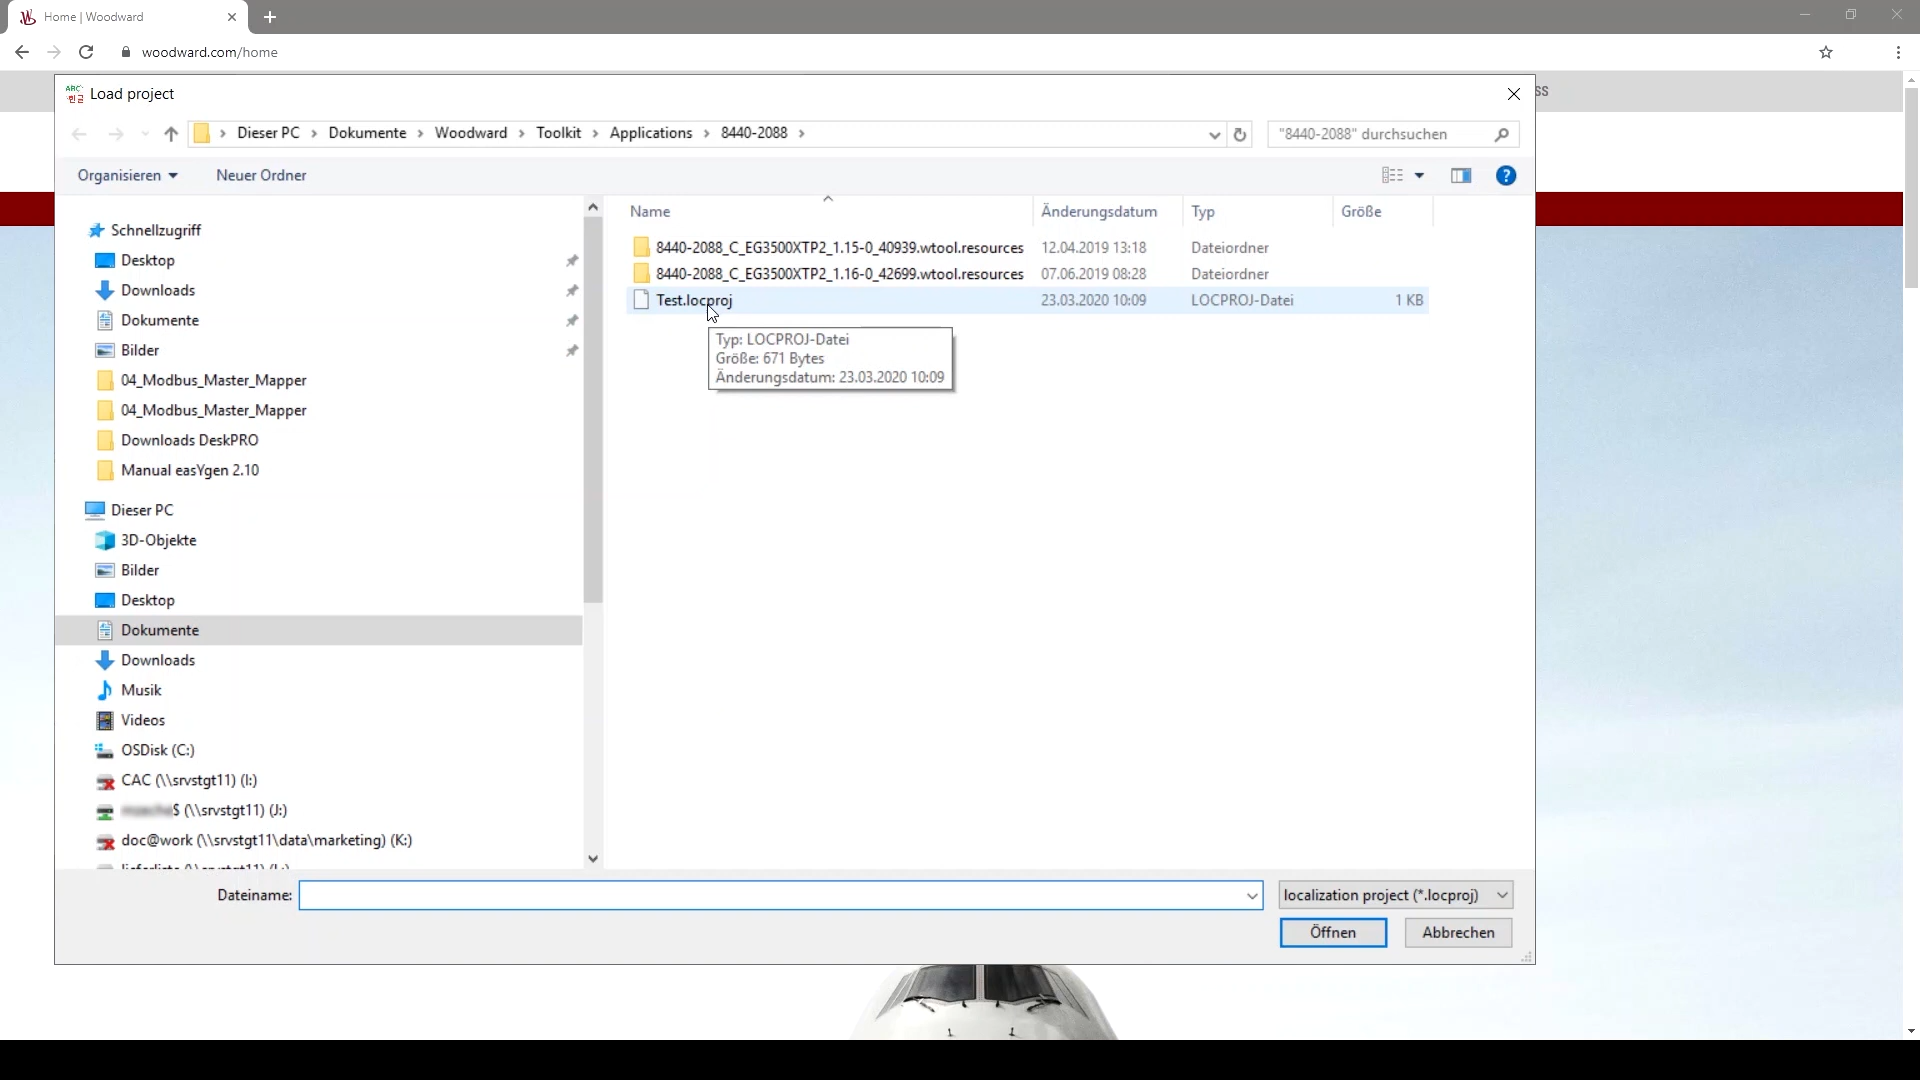 Home | Woodward
woodward.com/home
SS
ABC
한글
Load project
Dieser PC > Dokumente > Woodward > Toolkit > Applications > 8440-2088 >
"8440-2088" durchsuchen
Organisieren
Neuer Ordner
?
Name
Änderungsdatum
Typ
Größe
8440-2088_C_EG3500XTP2_1.15-0_40939.wtool.resources 12.04.2019 13:18 Dateiordner
8440-2088_C_EG3500XTP2_1.16-0_42699.wtool.resources 07.06.2019 08:28 Dateiordner
Test.locproj 23.03.2020 10:09 LOCPROJ-Datei 1 KB
Typ: LOCPROJ-Datei
Größe: 671 Bytes
Änderungsdatum: 23.03.2020 10:09
Schnellzugriff
Desktop
Downloads
Dokumente
Bilder
04_Modbus_Master_Mapper
04_Modbus_Master_Mapper
Downloads DeskPRO
Manual easYgen 2.10
Dieser PC
3D-Objekte
Bilder
Desktop
Dokumente
Downloads
Musik
Videos
OSDisk (C:)
CAC (\\srvstgt11) (I:)
$ (\\srvstgt11) (J:)
doc@work (\\srvstgt11\data\marketing) (K:)
Dateiname:
localization project (*.locproj)
Öffnen
Abbrechen